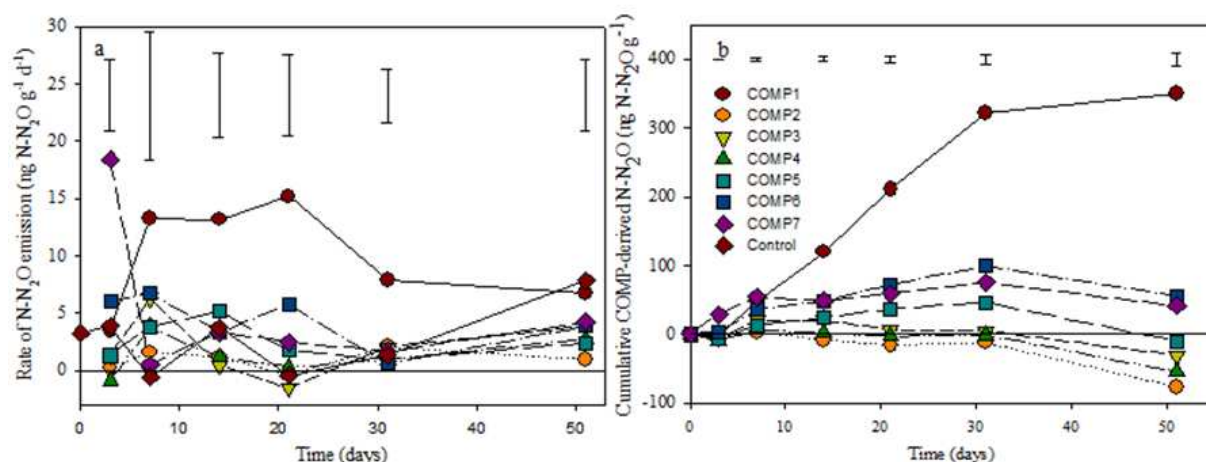 a
Rate of N-N₂O emission (ng N-N₂O g⁻¹ d⁻¹)
30
25
20
15
10
5
0
0 10 20 30 40 50
Time (days)
b
Cumulative COMP-derived N-N₂O (ng N-N₂O g⁻¹)
400
300
200
100
0
-100
COMP1
COMP2
COMP3
COMP4
COMP5
COMP6
COMP7
Control
0 10 20 30 40 50
Time (days)